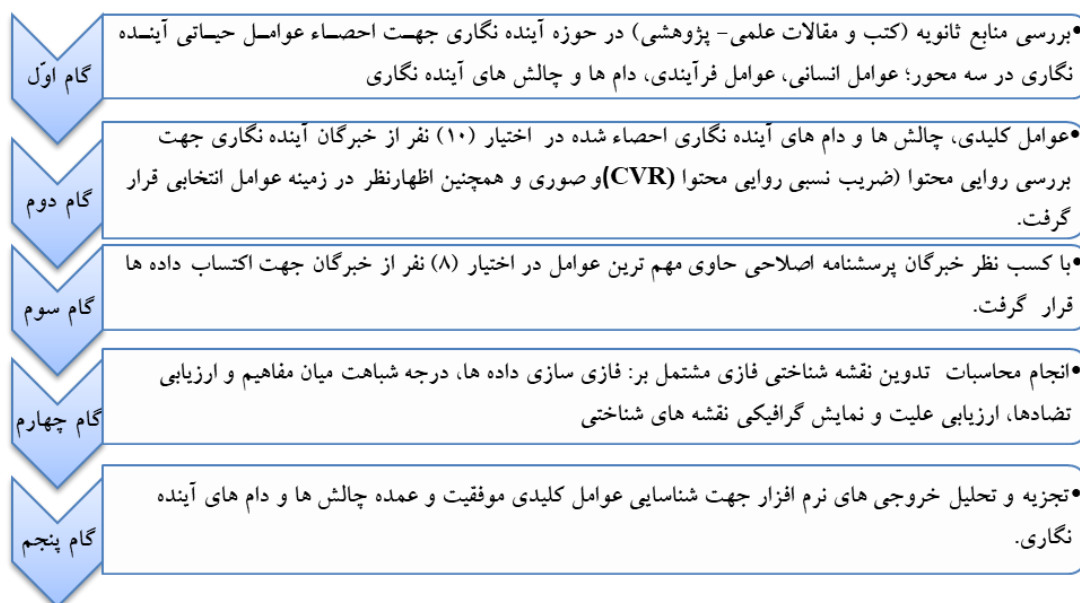 گام اوّل
•بررسی منابع ثانویه (کتب و مقالات علمی- پژوهشی) در حوزه آینده نگاری جهـت احصـاء عوامـل حیـاتی آینـده
نگاری در سه محور؛ عوامل انسانی، عوامل فرآیندی، دام ها و چالش های آینده نگاری
گام دوم
•عوامل کلیدی، چالش ها و دام های آینده نگاری احصاء شده در اختیار (۱۰) نفر از خبرگان آینده نگاری جهت
بررسی روایی محتوا (ضریب نسبی روایی محتوا (CVR)و صوری و همچنین اظهارنظر در زمینه عوامل انتخابی قرار
گرفت.
گام سوم
•با کسب نظر خبرگان پرسشنامه اصلاحی حاوی مهم ترین عوامل در اختیار (۸) نفر از خبرگان جهت اکتساب داده ها
قرار گرفت.
گام چهارم
•انجام محاسبات تدوین نقشه شناختی فازی مشتمل بر: فازی سازی داده ها، درجه شباهت میان مفاهیم و ارزیابی
تضادها، ارزیابی علیت و نمایش گرافیکی نقشه های شناختی
گام پنجم
•تجزیه و تحلیل خروجی های نرم افزار جهت شناسایی عوامل کلیدی موفقیت و عمده چالش ها و دام های آینده
نگاری.